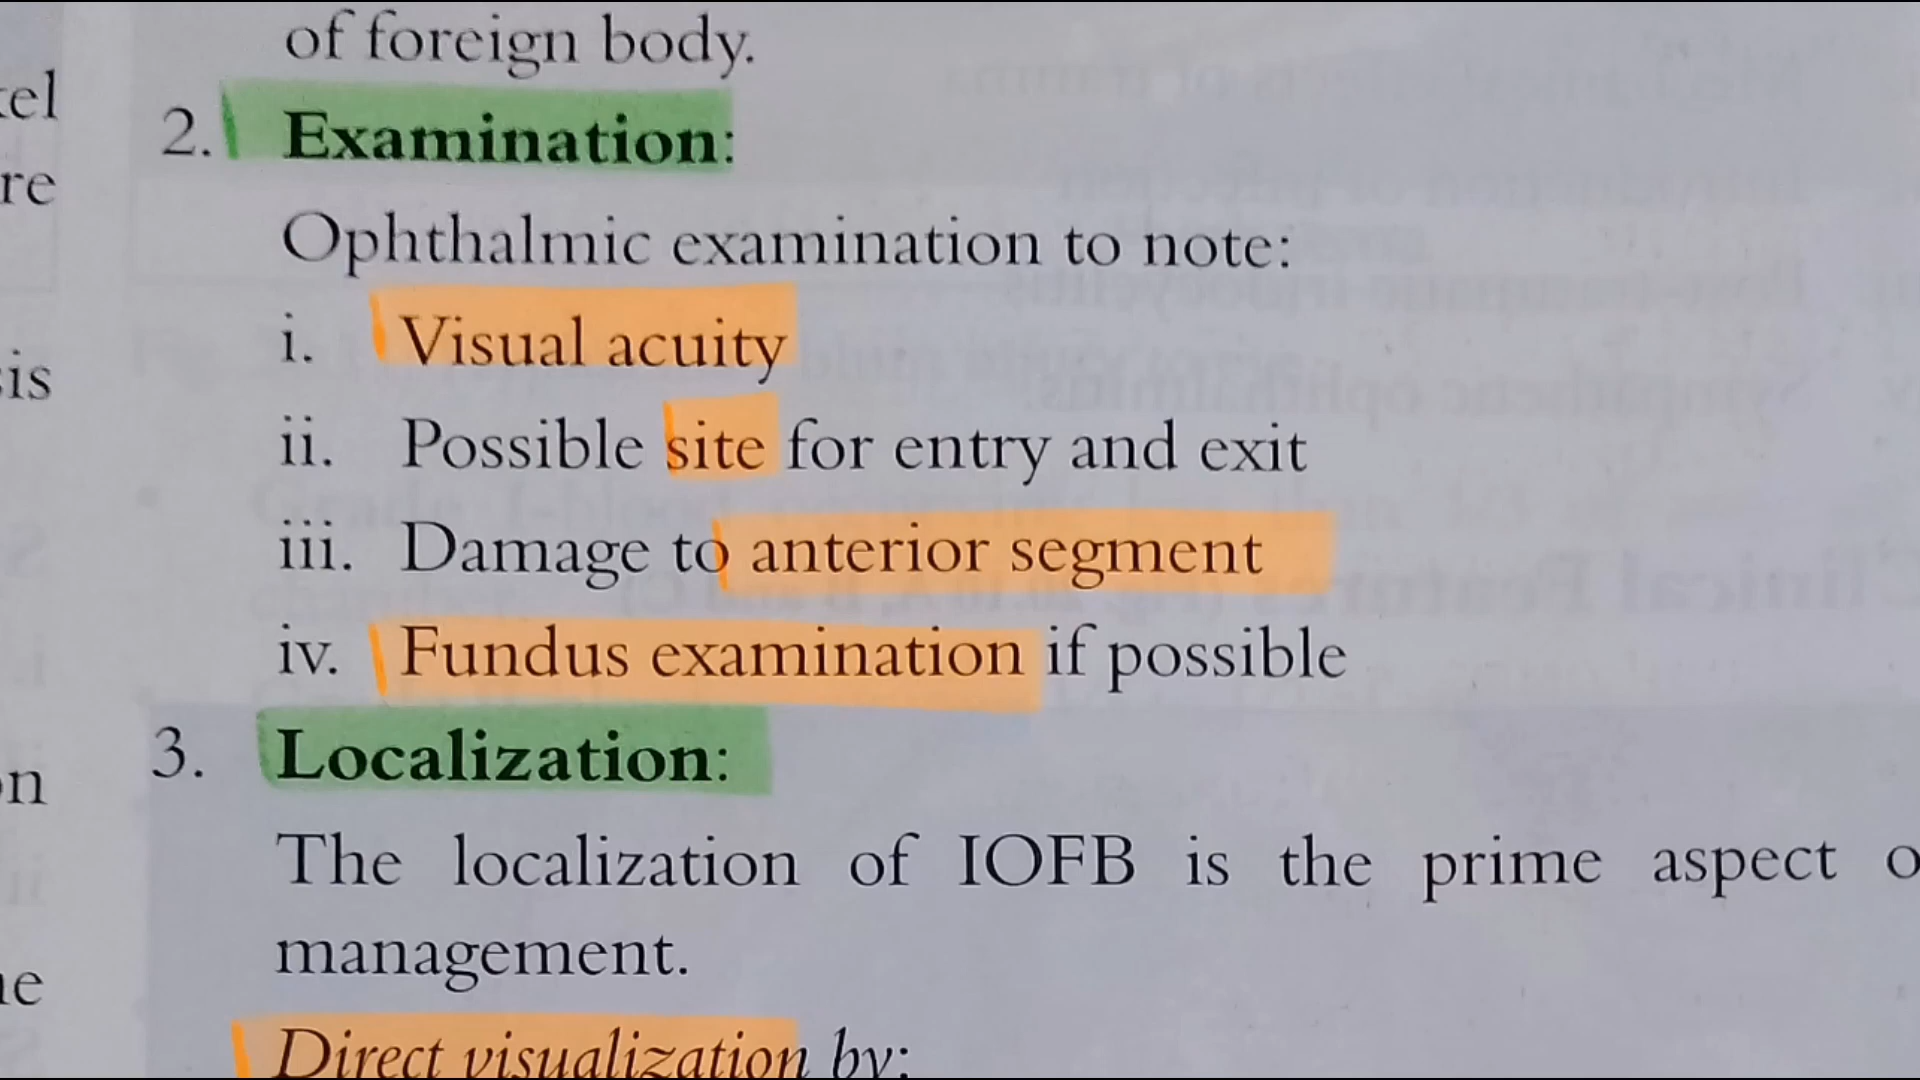 of foreign body.
2. Examination:
Ophthalmic examination to note:
i. Visual acuity
ii. Possible site for entry and exit
iii. Damage to anterior segment
iv. Fundus examination if possible
3. Localization:
The localization of IOFB is the prime aspect
management.
Direct visualization by: